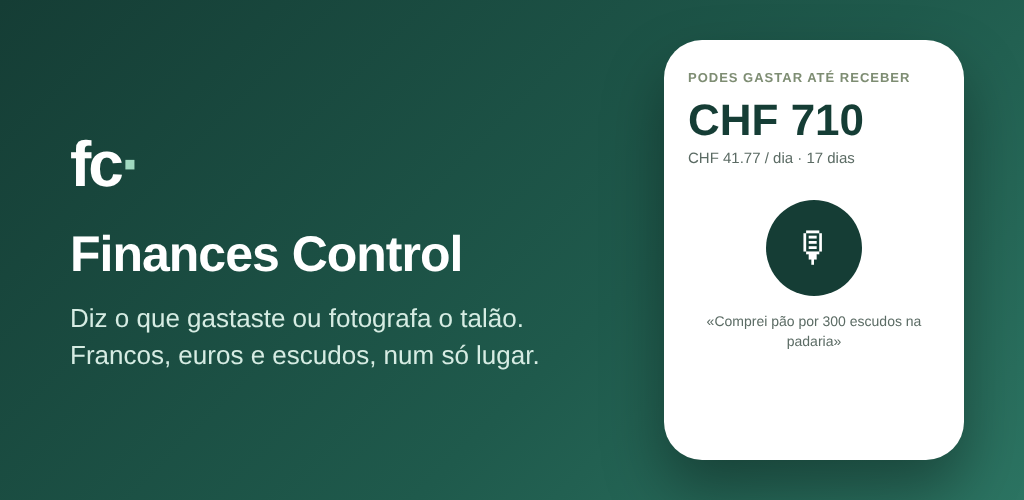 fc·
Finances Control
Diz o que gastaste ou fotografa o talão.
Francos, euros e escudos, num só lugar.
PODES GASTAR ATÉ RECEBER
CHF 710
CHF 41.77 / dia · 17 dias
«Comprei pão por 300 escudos na
padaria»